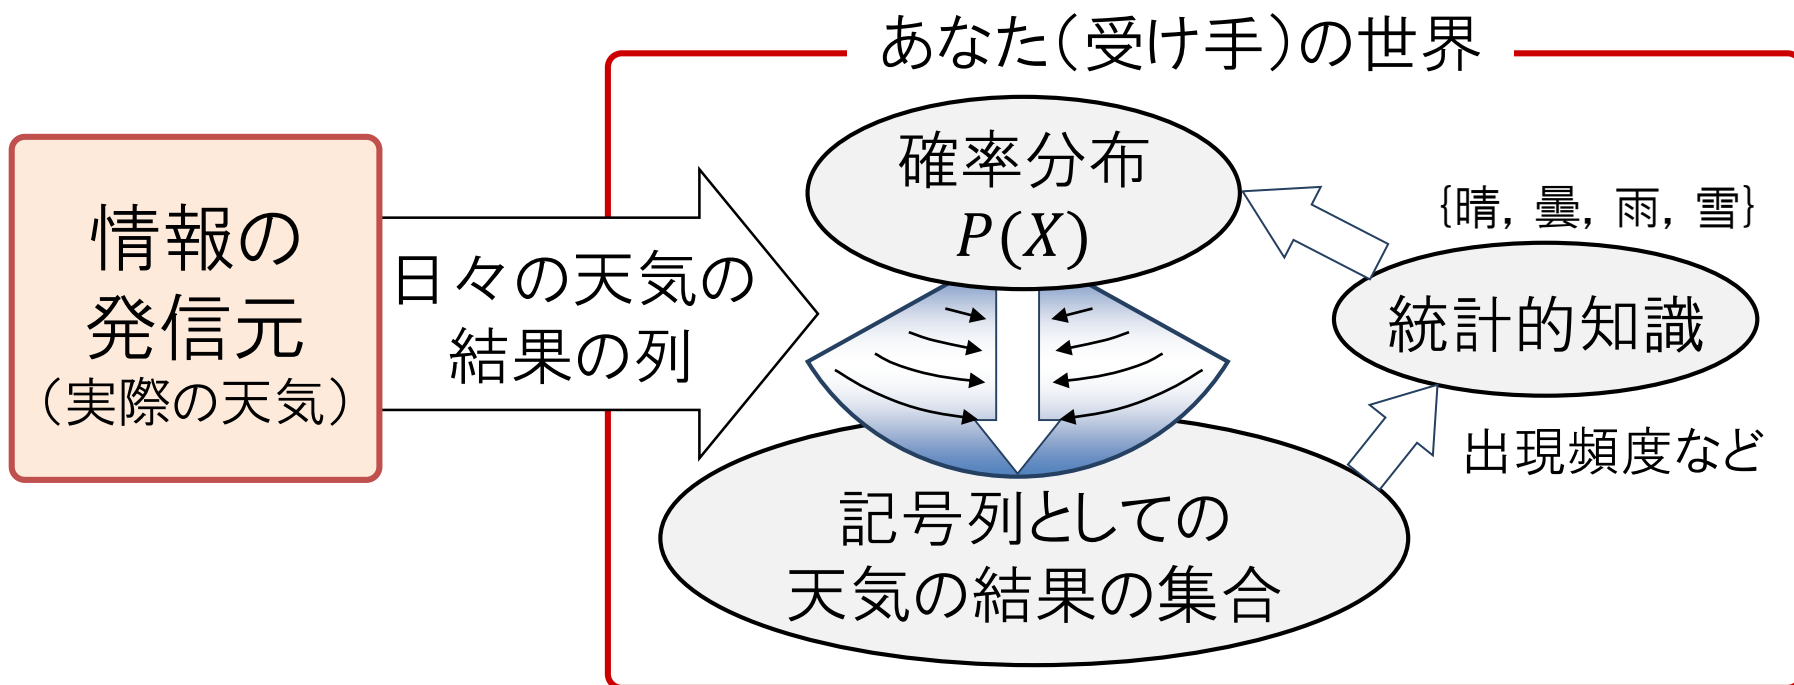 あなた（受け手）の世界
情報の
発信元
（実際の天気）
日々の天気の
結果の列
確率分布
P(X)
{晴, 曇, 雨, 雪}
統計的知識
出現頻度など
記号列としての
天気の結果の集合